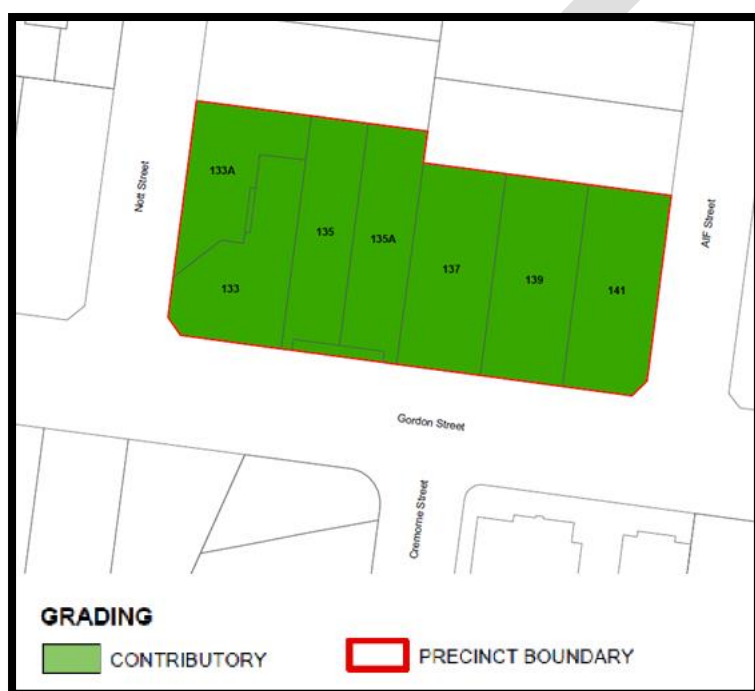 Nott Street
133A
135
135A
137
139
141
133
AIF Street
Gordon Street
Cremorne Street
GRADING
CONTRIBUTORY
PRECINCT BOUNDARY